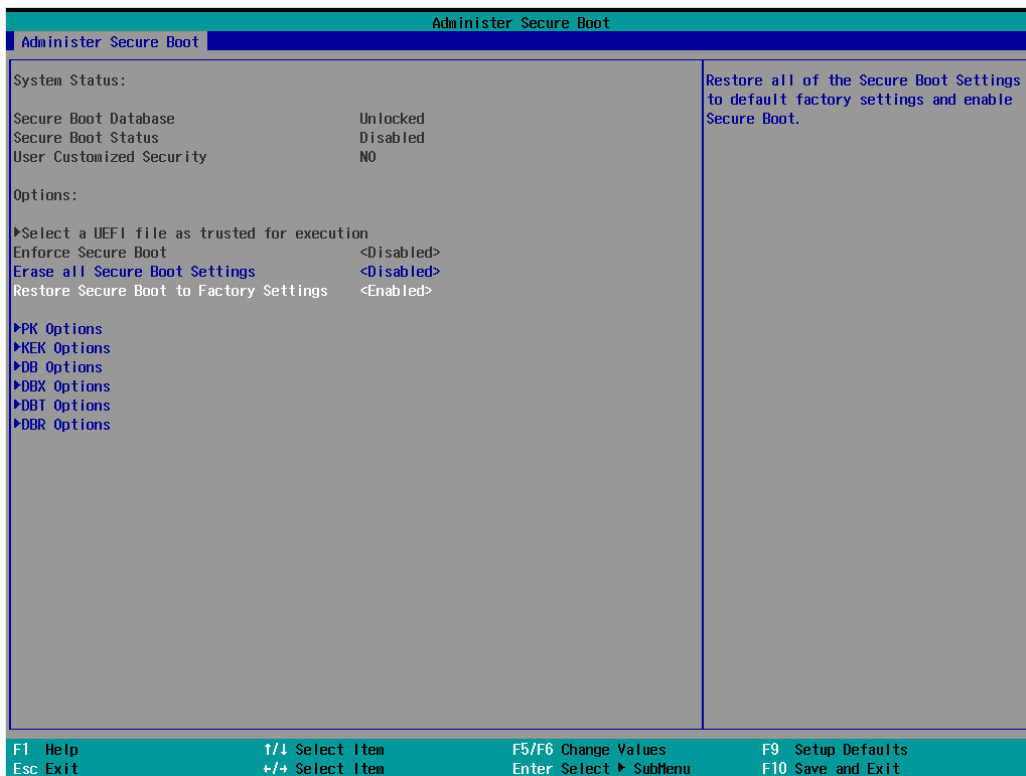 Administer Secure Boot
Administer Secure Boot
System Status:
Secure Boot Database Unlocked
Secure Boot Status Disabled
User Customized Security NO
Options:
▶Select a UEFI file as trusted for execution
Enforce Secure Boot <Disabled>
Erase all Secure Boot Settings <Disabled>
Restore Secure Boot to Factory Settings <Enabled>
▶PK Options
▶KEK Options
▶DB Options
▶DBX Options
▶DBT Options
▶DBR Options
Restore all of the Secure Boot Settings
to default factory settings and enable
Secure Boot.
F1 Help ↑/↓ Select Item F5/F6 Change Values F9 Setup Defaults
Esc Exit ←/→ Select Item Enter Select ▶ SubMenu F10 Save and Exit